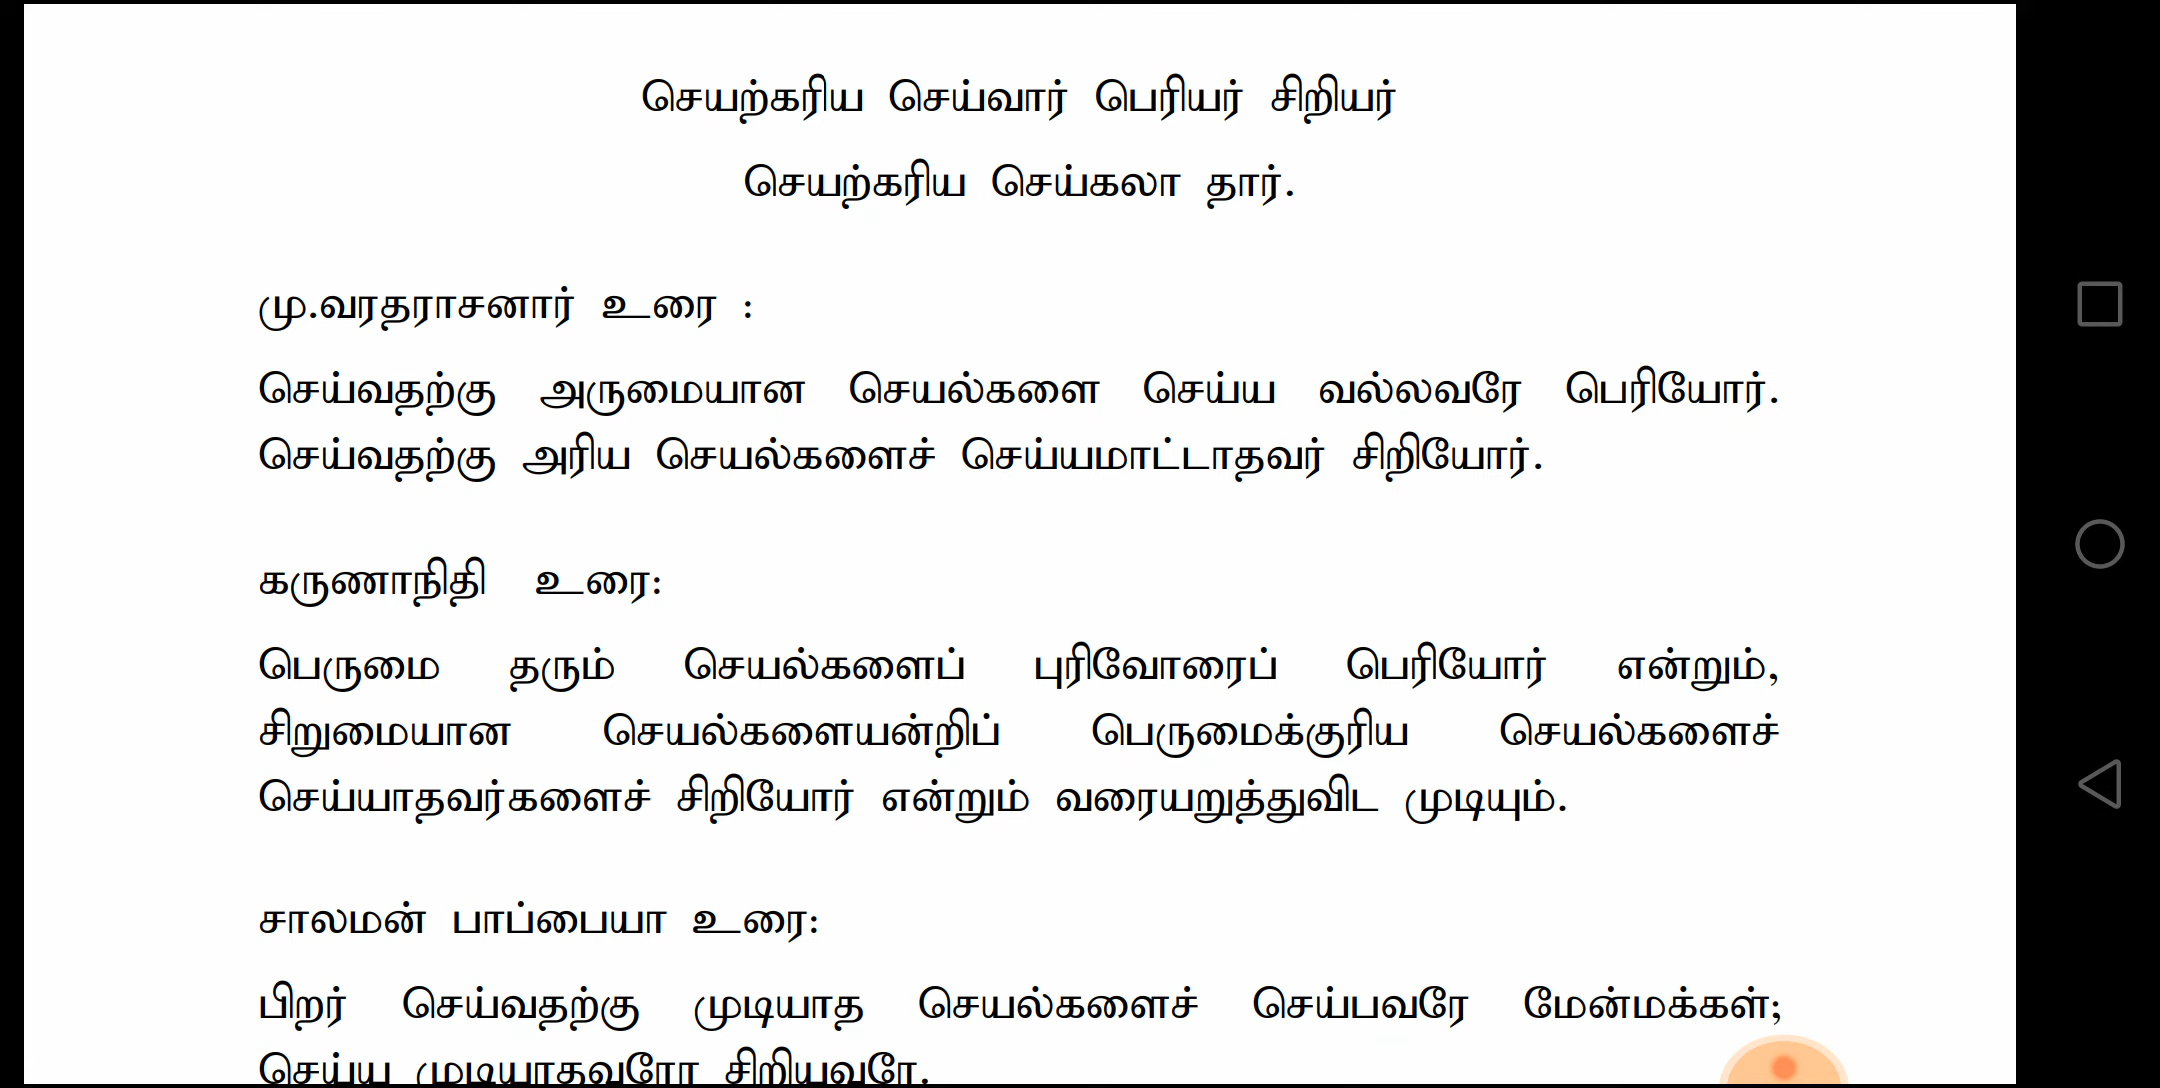 செயற்கரிய செய்வார் பெரியர் சிறியர்
செயற்கரிய செய்கலா தார்.
மு.வரதராசனார் உரை :
செய்வதற்கு அருமையான செயல்களை செய்ய வல்லவரே பெரியோர்.
செய்வதற்கு அரிய செயல்களைச் செய்யமாட்டாதவர் சிறியோர்.
கருணாநிதி உரை:
பெருமை தரும் செயல்களைப் புரிவோரைப் பெரியோர் என்றும்,
சிறுமையான செயல்களையன்றிப் பெருமைக்குரிய செயல்களைச்
செய்யாதவர்களைச் சிறியோர் என்றும் வரையறுத்துவிட முடியும்.
சாலமன் பாப்பையா உரை:
பிறர் செய்வதற்கு முடியாத செயல்களைச் செய்பவரே மேன்மக்கள்;
செய்ய முடியாதவரோ சிறியவரே.